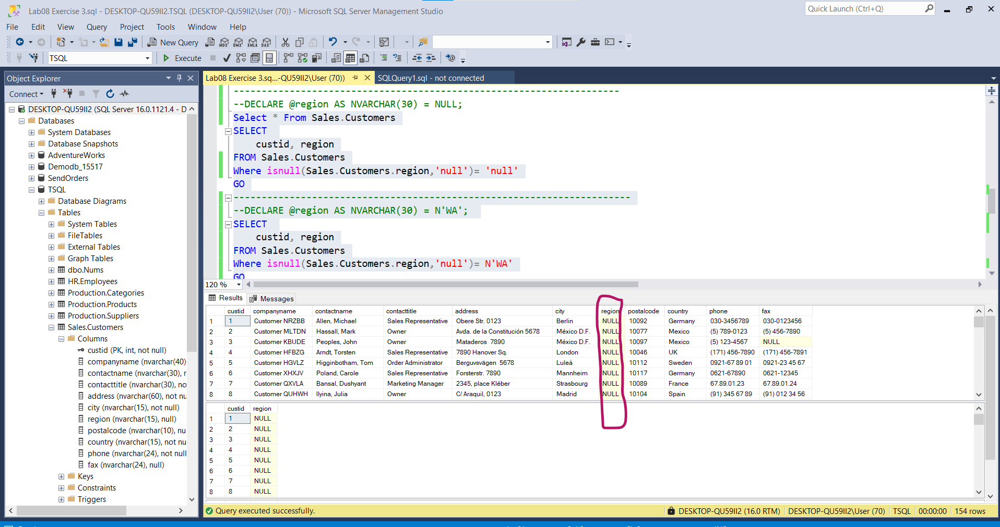 Lab08 Exercise 3.sql - DESKTOP-QU59II2.TSQL (DESKTOP-QU59II2\User (70)) - Microsoft SQL Server Management Studio
Quick Launch (Ctrl+Q)
File Edit View Query Project Tools Window Help
New Query MDX DMX XMLA DAX
TSQL Execute
Object Explorer
Connect
DESKTOP-QU59II2 (SQL Server 16.0.1121.4 - D
Databases
System Databases
Database Snapshots
AdventureWorks
Demodb_15517
SendOrders
TSQL
Database Diagrams
Tables
System Tables
FileTables
External Tables
Graph Tables
dbo.Nums
HR.Employees
Production.Categories
Production.Products
Production.Suppliers
Sales.Customers
Columns
custid (PK, int, not null)
companyname (nvarchar(40)
contactname (nvarchar(30), r
contacttitle (nvarchar(30), no
address (nvarchar(60), not nu
city (nvarchar(15), not null)
region (nvarchar(15), null)
postalcode (nvarchar(10), nu
country (nvarchar(15), not nu
phone (nvarchar(24), not null
fax (nvarchar(24), null)
Keys
Constraints
Triggers
Lab08 Exercise 3.sq...-QU59II2\User (70)) SQLQuery1.sql - not connected
----------------------------------------------------------------------
--DECLARE @region AS NVARCHAR(30) = NULL;
Select * From Sales.Customers
SELECT
custid, region
FROM Sales.Customers
Where isnull(Sales.Customers.region,'null')= 'null'
GO
------------------------------------------------------------------------
--DECLARE @region AS NVARCHAR(30) = N'WA';
SELECT
custid, region
FROM Sales.Customers
Where isnull(Sales.Customers.region,'null')= N'WA'
GO
120 %
Results Messages
custid companyname contactname contacttitle address city region postalcode country phone fax
1 1 Customer NRZBB Allen, Michael Sales Representative Obere Str. 0123 Berlin NULL 10092 Germany 030-3456789 030-0123456
2 2 Customer MLTDN Hassall, Mark Owner Avda. de la Constitución 5678 México D.F. NULL 10077 Mexico (5) 789-0123 (5) 456-7890
3 3 Customer KBUDE Peoples, John Owner Mataderos 7890 México D.F. NULL 10097 Mexico (5) 123-4567 NULL
4 4 Customer HFBZG Arndt, Torsten Sales Representative 7890 Hanover Sq. London NULL 10046 UK (171) 456-7890 (171) 456-7891
5 5 Customer HGVLZ Higginbotham, Tom Order Administrator Berguvsvägen 5678 Luleå NULL 10112 Sweden 0921-67 89 01 0921-23 45 67
6 6 Customer XHXJV Poland, Carole Sales Representative Forsterstr. 7890 Mannheim NULL 10117 Germany 0621-67890 0621-12345
7 7 Customer QXVLA Bansal, Dushyant Marketing Manager 2345, place Kléber Strasbourg NULL 10089 France 67.89.01.23 67.89.01.24
8 8 Customer QUHWH Ilyina, Julia Owner C/ Araquil, 0123 Madrid NULL 10104 Spain (91) 345 67 89 (91) 012 34 56
custid region
1 1 NULL
2 2 NULL
3 3 NULL
4 4 NULL
5 5 NULL
6 6 NULL
7 7 NULL
8 8 NULL
Query executed successfully. DESKTOP-QU59II2 (16.0 RTM) DESKTOP-QU59II2\User (70) TSQL 00:00:00 154 rows